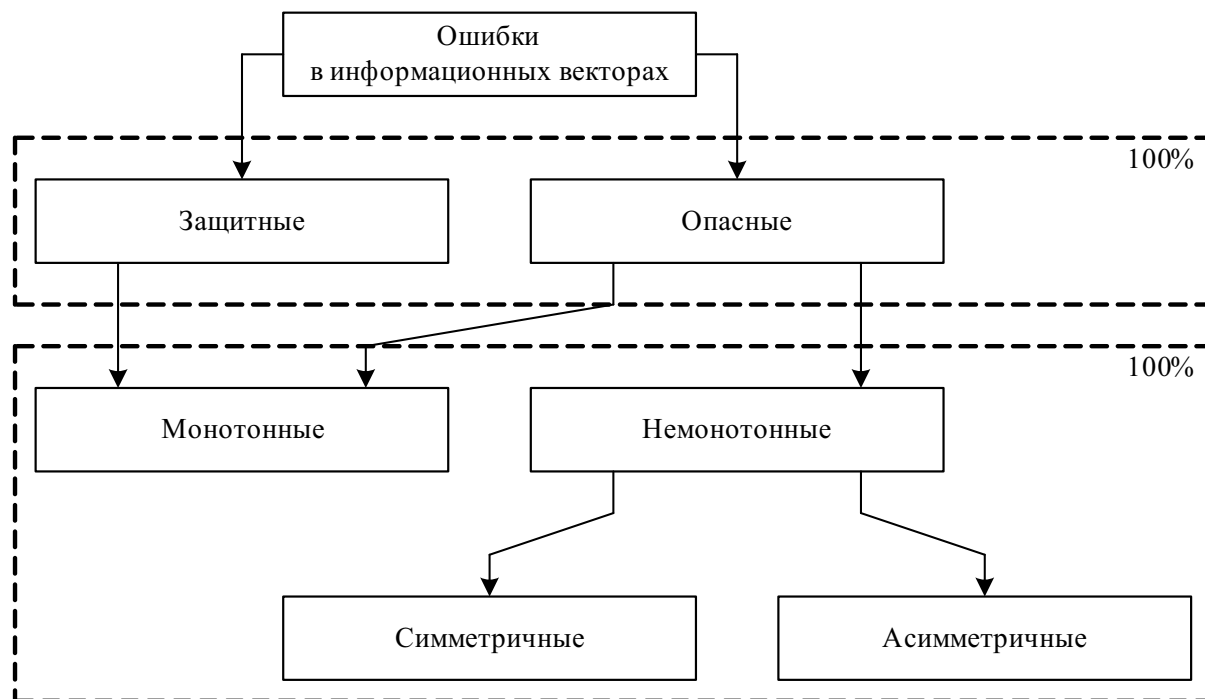 Ошибки
в информационных векторах
100%
Защитные
Опасные
100%
Монотонные
Немонотонные
Симметричные
Асимметричные